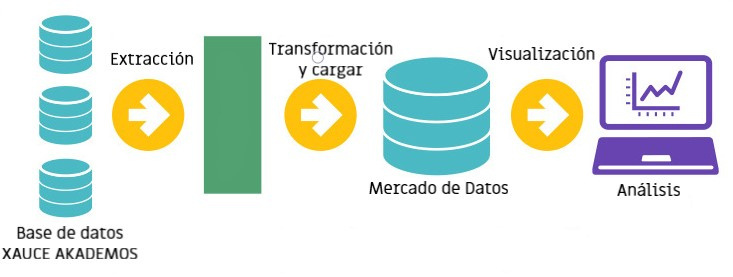 Extracción
Transformación
y cargar
Visualización
Mercado de Datos
Análisis
Base de datos
XAUCE AKADEMOS